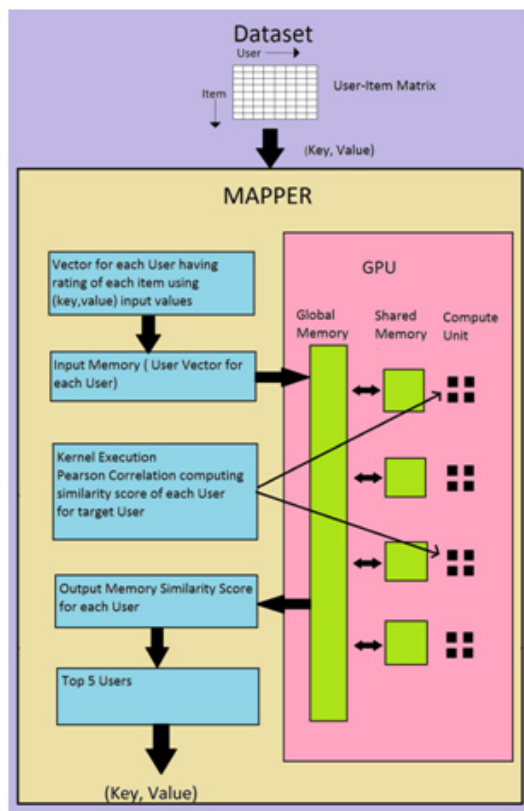 Dataset
User
Item
User-Item Matrix
(Key, Value)
MAPPER
Vector for each User having
rating of each item using
(key,value) input values
Input Memory ( User Vector for
each User)
Kernel Execution
Pearson Correlation computing
similarity score of each User
for target User
Output Memory Similarity Score
for each User
Top 5 Users
(Key, Value)
GPU
Global
Memory
Shared
Memory
Compute
Unit